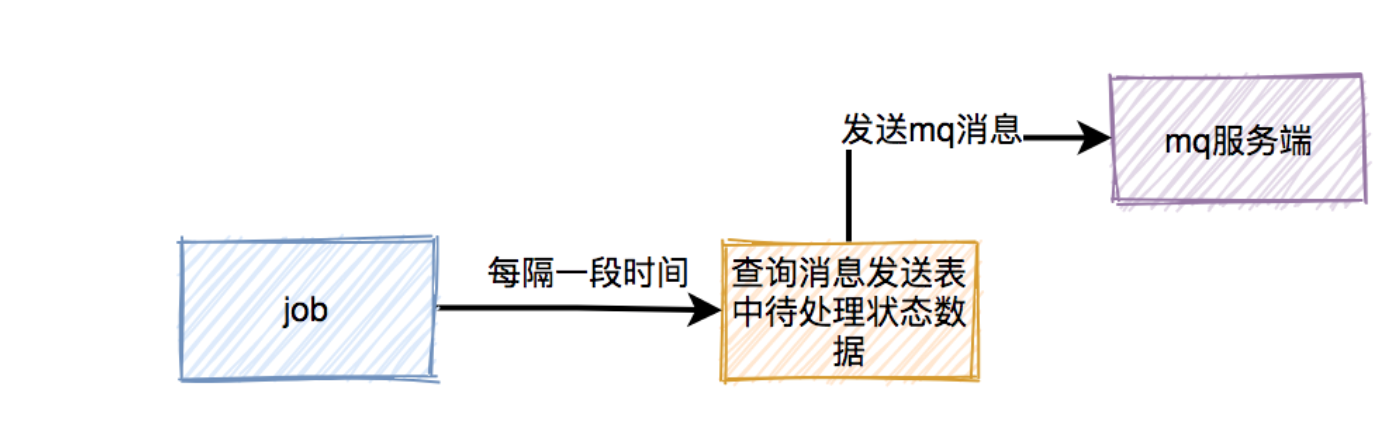 发送mq消息
mq服务端
每隔一段时间
job
查询消息发送表
中待处理状态数
据